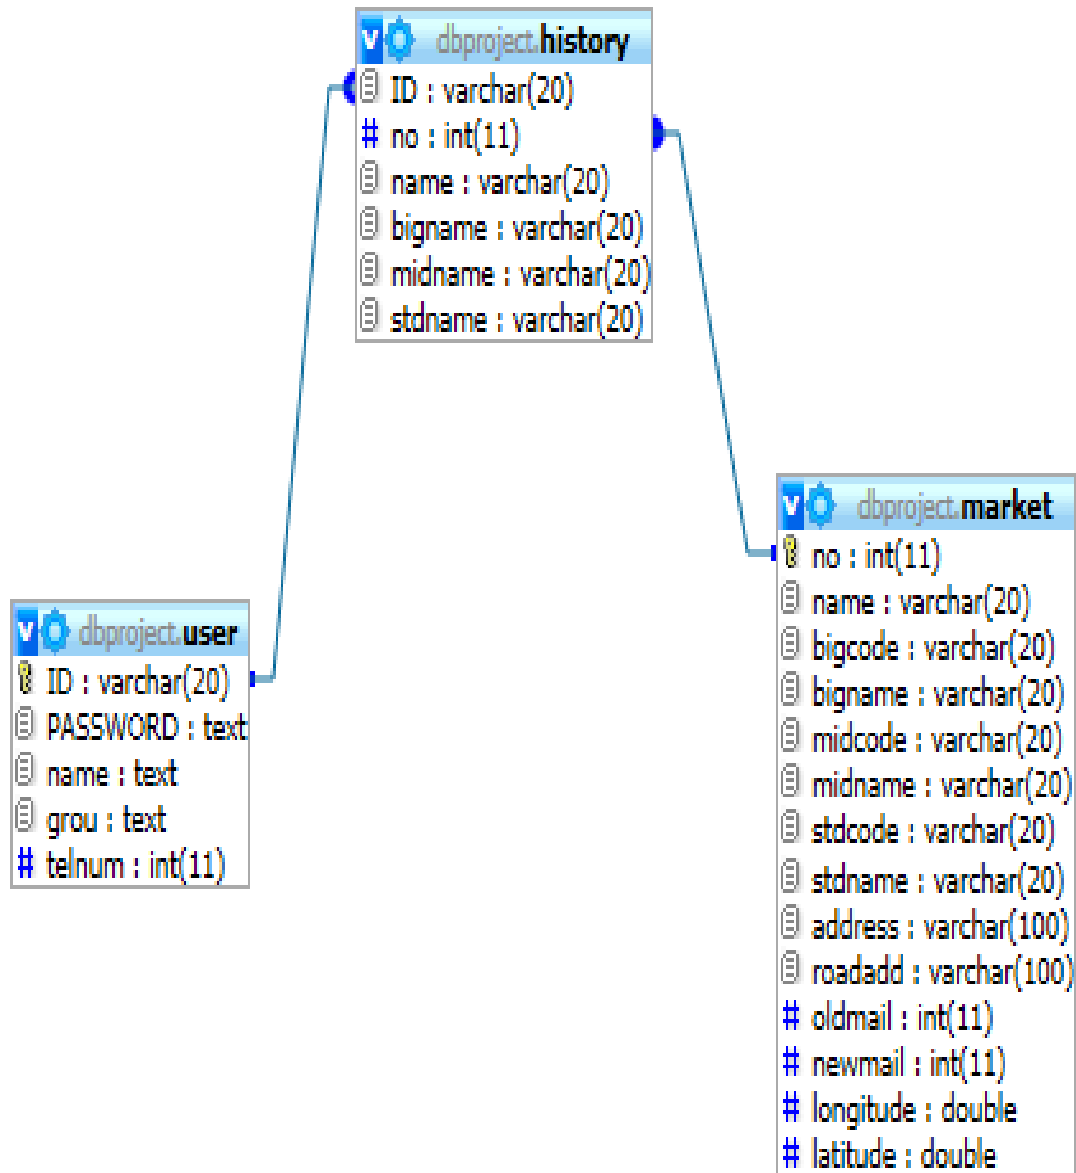 dbproject.history
ID : varchar(20)
# no : int(11)
name : varchar(20)
bigname : varchar(20)
midname : varchar(20)
stdname : varchar(20)
dbproject.user
ID : varchar(20)
PASSWORD : text
name : text
grou : text
# telnum : int(11)
dbproject.market
no : int(11)
name : varchar(20)
bigcode : varchar(20)
bigname : varchar(20)
midcode : varchar(20)
midname : varchar(20)
stdcode : varchar(20)
stdname : varchar(20)
address : varchar(100)
roadadd : varchar(100)
# oldmail : int(11)
# newmail : int(11)
# longitude : double
# latitude : double